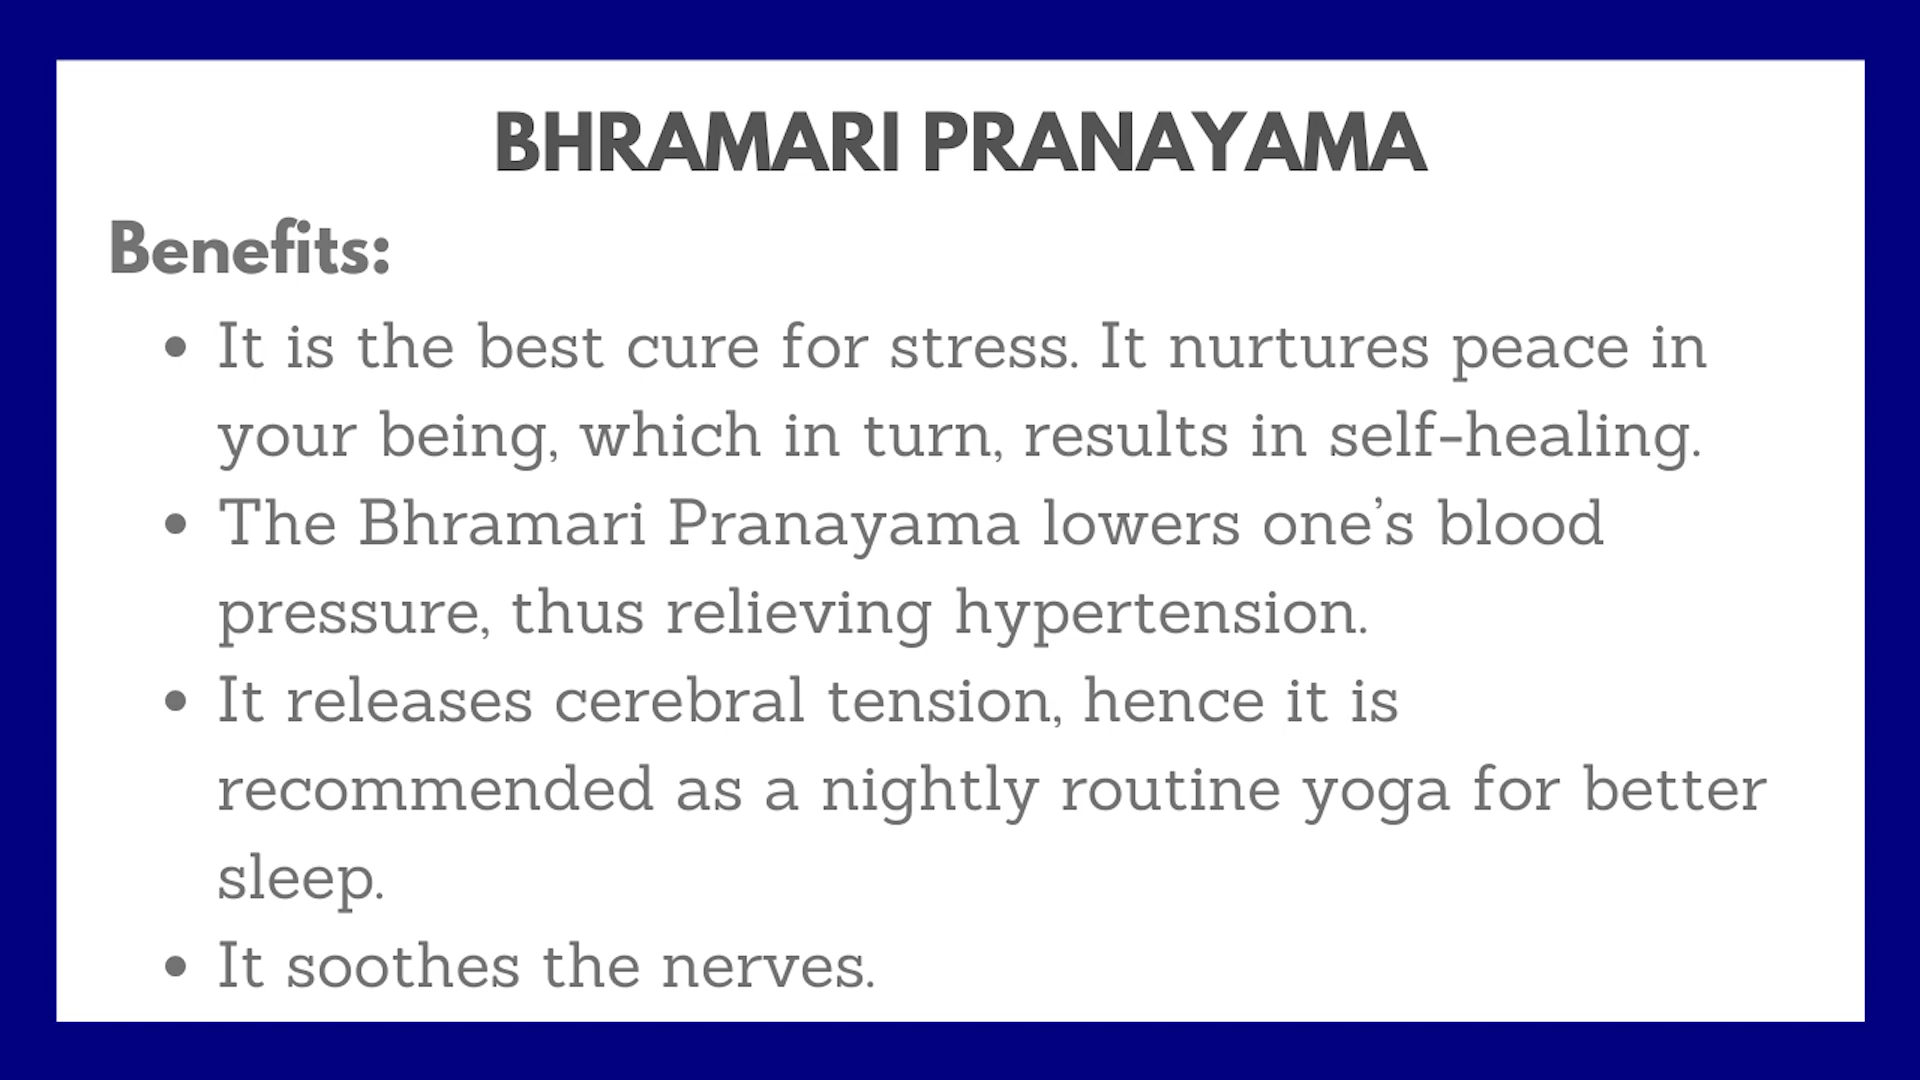 BHRAMARI PRANAYAMA
Benefits:
• It is the best cure for stress. It nurtures peace in
your being, which in turn, results in self-healing.
• The Bhramari Pranayama lowers one’s blood
pressure, thus relieving hypertension.
• It releases cerebral tension, hence it is
recommended as a nightly routine yoga for better
sleep.
• It soothes the nerves.